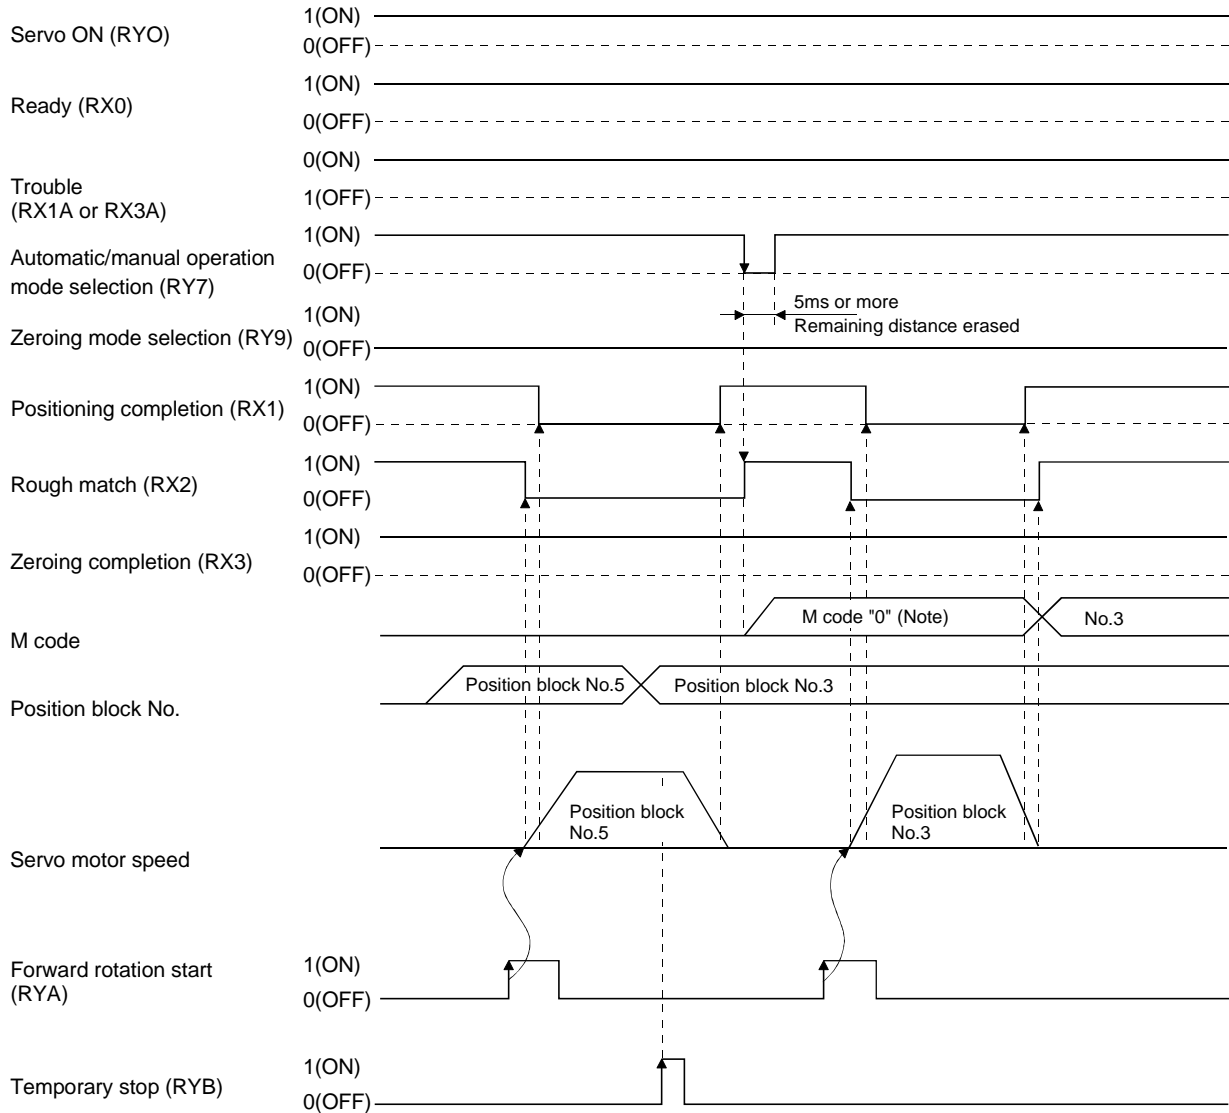 1(ON)
Servo ON (RYO)
0(OFF)
1(ON)
Ready (RX0)
0(OFF)
0(ON)
Trouble
(RX1A or RX3A)
1(OFF)
1(ON)
Automatic/manual operation
mode selection (RY7)
0(OFF)
5ms or more
Remaining distance erased
1(ON)
Zeroing mode selection (RY9)
0(OFF)
1(ON)
Positioning completion (RX1)
0(OFF)
1(ON)
Rough match (RX2)
0(OFF)
1(ON)
Zeroing completion (RX3)
0(OFF)
M code
M code "0" (Note)
No.3
Position block No.
Position block No.5
Position block No.3
Servo motor speed
Position block
No.5
Position block
No.3
Forward rotation start
(RYA)
1(ON)
0(OFF)
Temporary stop (RYB)
1(ON)
0(OFF)